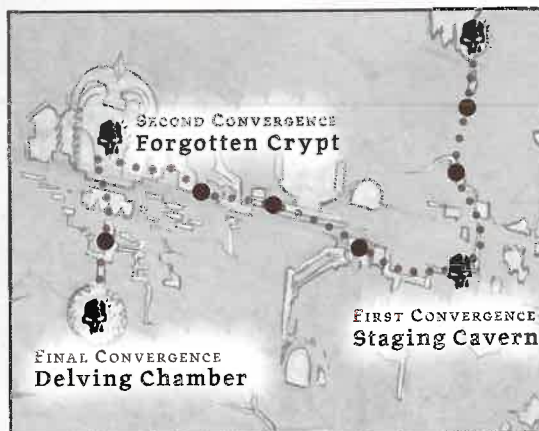 SECOND CONVERGENCE
Forgotten Crypt
FIRST CONVERGENCE
Staging Cavern
FINAL CONVERGENCE
Delving Chamber